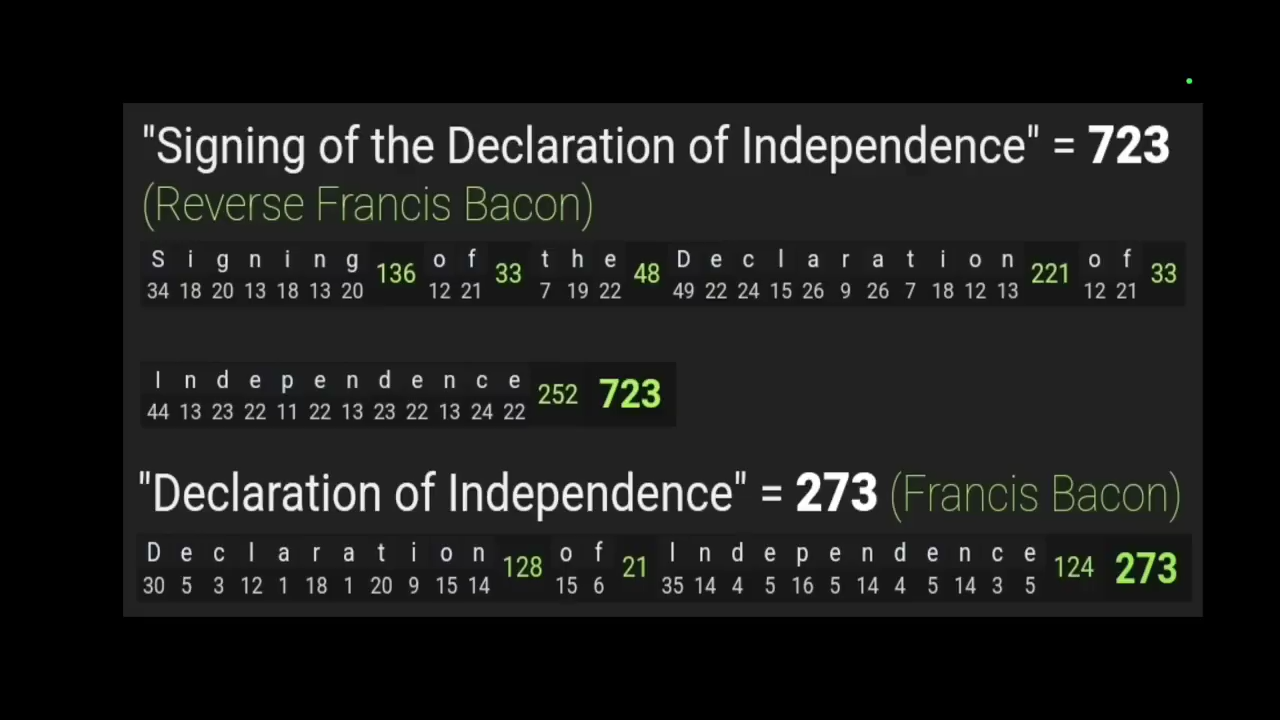 "Signing of the Declaration of Independence" = 723
(Reverse Francis Bacon)
S i g n i n g 136 o f 33 t h e 48 D e c l a r a t i o n 221 o f 33
34 18 20 13 18 13 20 12 21 7 19 22 49 22 24 15 26 9 26 7 18 12 13 12 21
I n d e p e n d e n c e 252 723
44 13 23 22 11 22 13 23 22 13 24 22
"Declaration of Independence" = 273 (Francis Bacon)
D e c l a r a t i o n 128 o f 21 I n d e p e n d e n c e 124 273
30 5 3 12 1 18 1 20 9 15 14 15 6 35 14 4 5 16 5 14 4 5 14 3 5